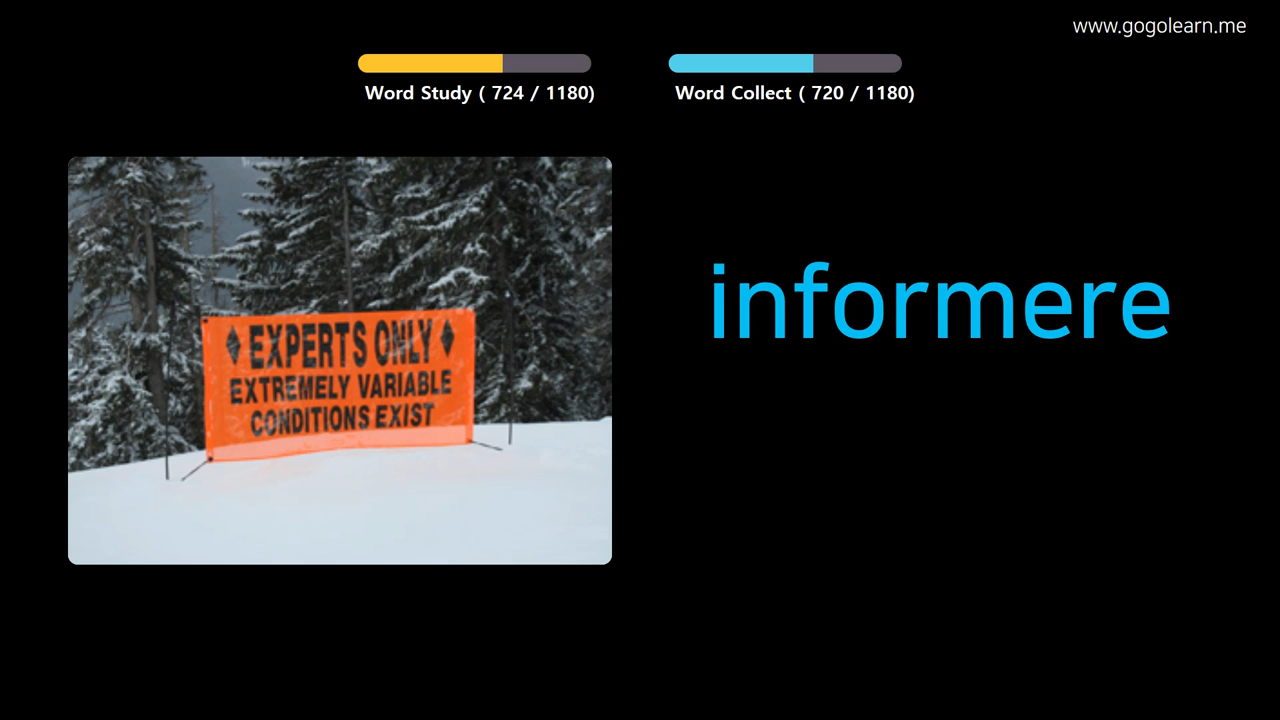 www.gogolearn.me
Word Study ( 724 / 1180)
Word Collect ( 720 / 1180)
EXPERTS ONLY
EXTREMELY VARIABLE
CONDITIONS EXIST
informere